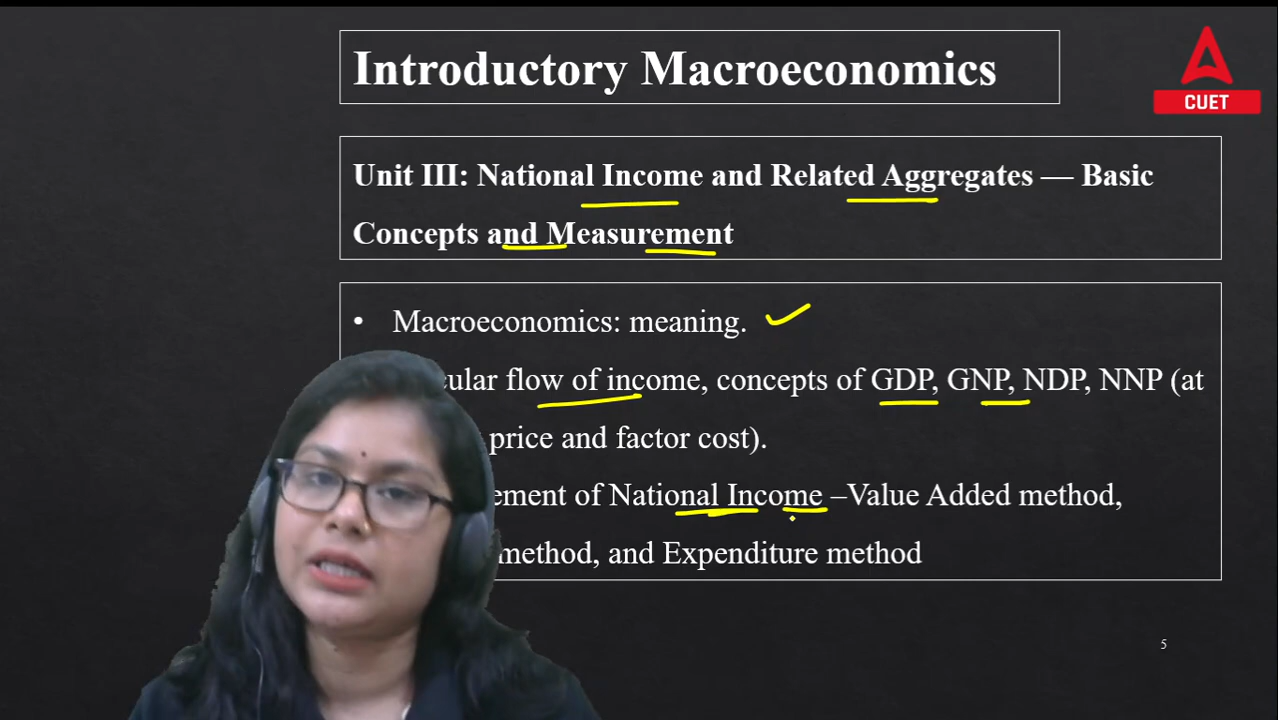 Introductory Macroeconomics
CUET
Unit III: National Income and Related Aggregates — Basic
Concepts and Measurement
• Macroeconomics: meaning.
flow of income, concepts of GDP, GNP, NDP, NNP (at
price and factor cost).
of National Income –Value Added method,
method, and Expenditure method
5